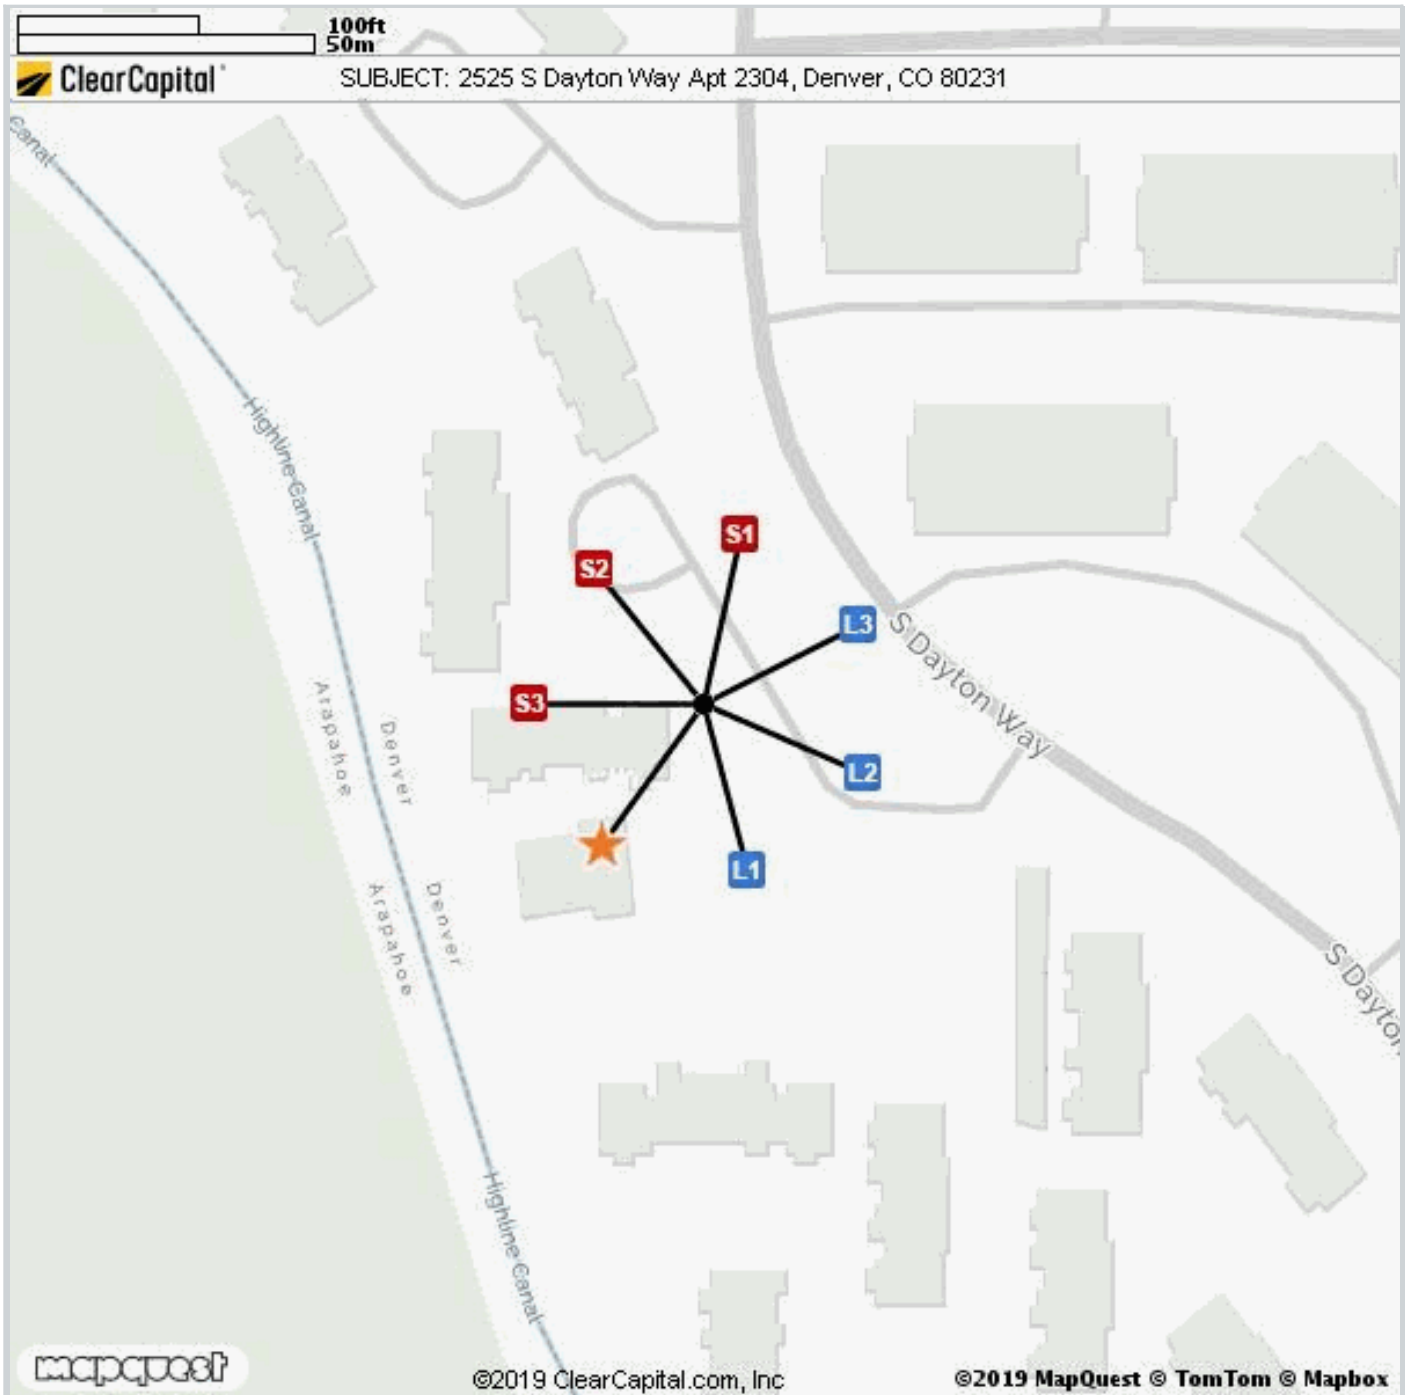 100ft
50m
ClearCapital
SUBJECT: 2525 S Dayton Way Apt 2304, Denver, CO 80231
Canal
Highline Canal
S1
S2
L3
S Dayton Way
S3
Arapahoe
Denver
L2
L1
Arapahoe
Denver
S Dayton
Highline Canal
mapquest
©2019 ClearCapital.com, Inc
©2019 MapQuest © TomTom © Mapbox